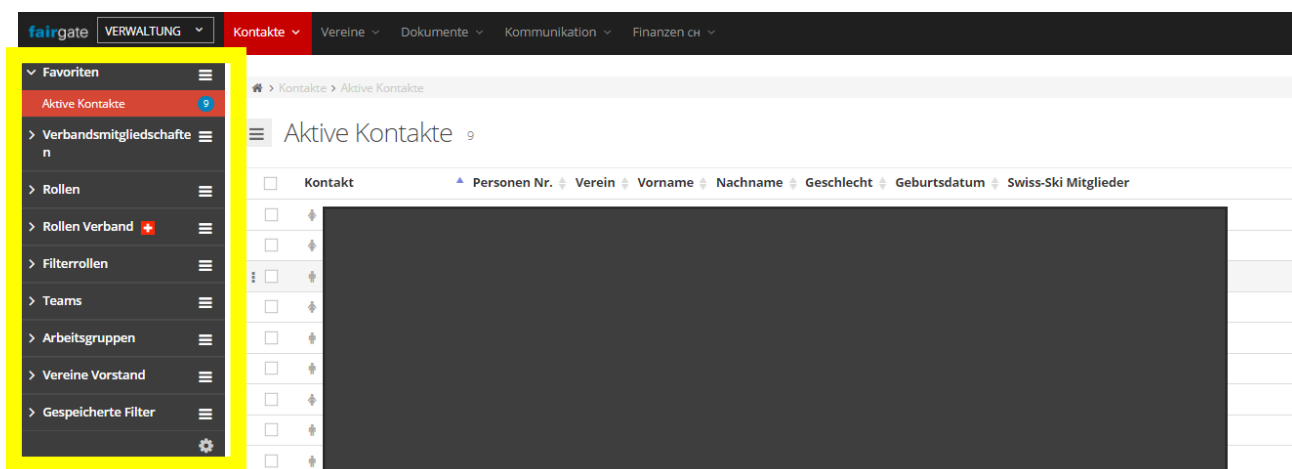 fairgate VERWALTUNG Kontakte Vereine Dokumente Kommunikation Finanzen CH
Favoriten
Aktive Kontakte 9
Verbandsmitgliedschafte
n
Rollen
Rollen Verband
Filterrollen
Teams
Arbeitsgruppen
Vereine Vorstand
Gespeicherte Filter
> Kontakte > Aktive Kontakte
Aktive Kontakte 9
Kontakt Personen Nr. Verein Vorname Nachname Geschlecht Geburtsdatum Swiss-Ski Mitglieder